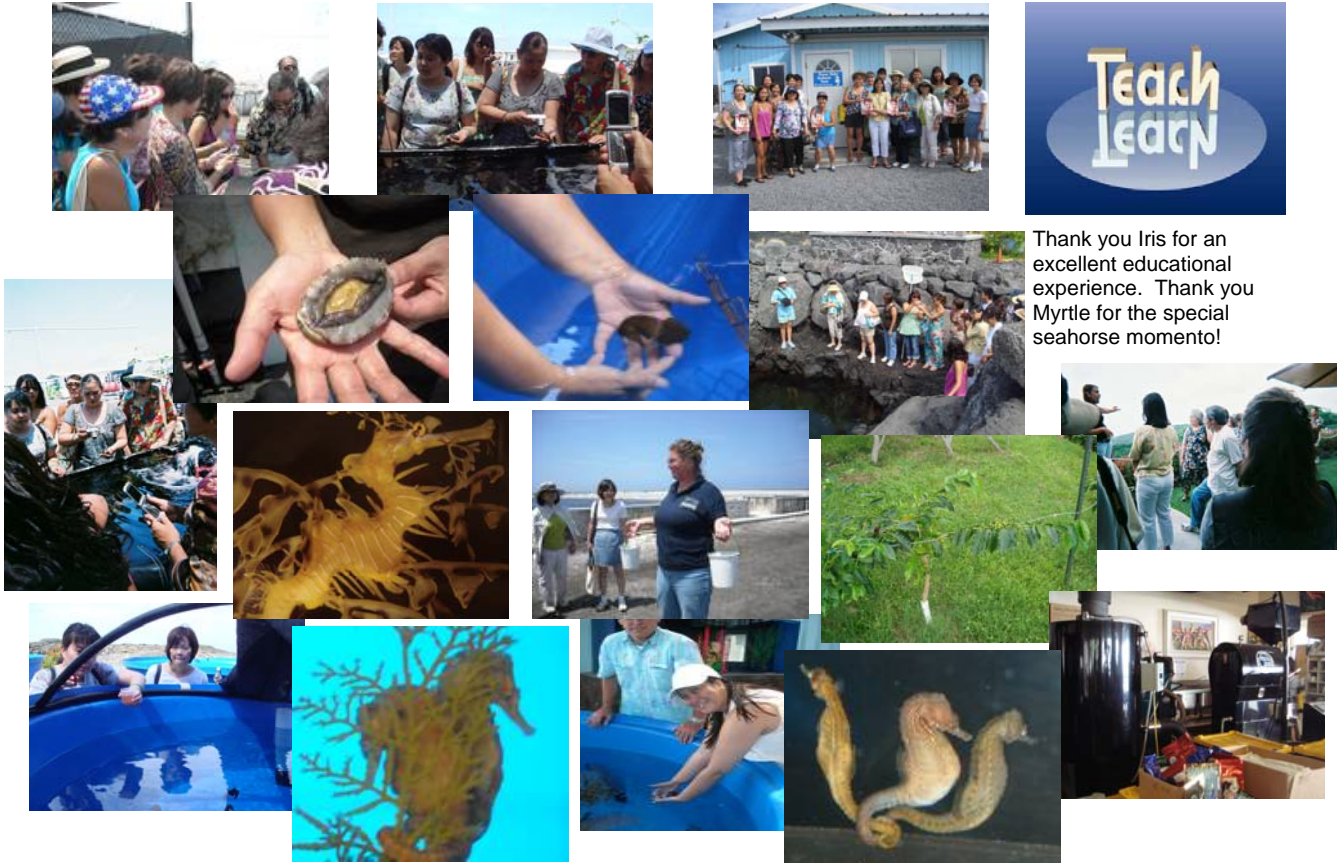 Teach
Learn
Thank you Iris for an
excellent educational
experience.  Thank you
Myrtle for the special
seahorse momento!